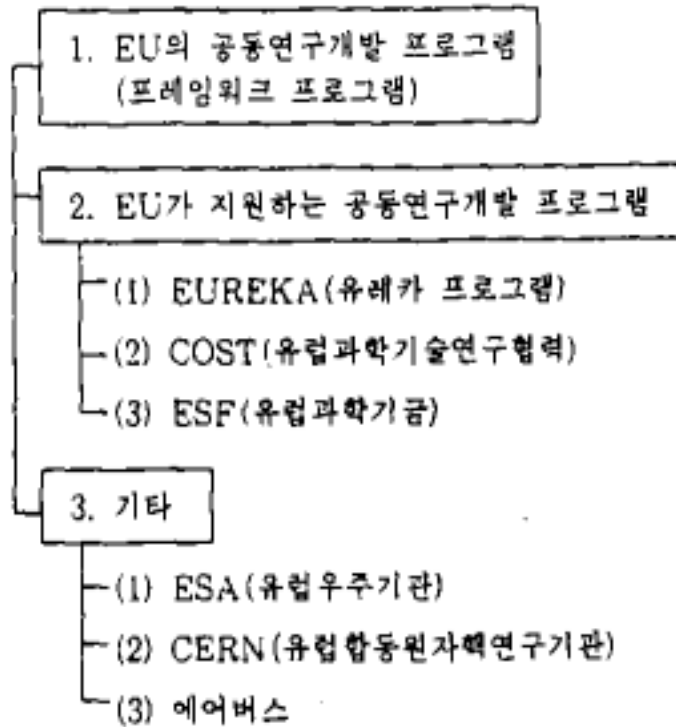 1. EU의 공동연구개발 프로그램
(프레임워크 프로그램)
2. EU가 지원하는 공동연구개발 프로그램
(1) EUREKA(유레카 프로그램)
(2) COST(유럽과학기술연구협력)
(3) ESF(유럽과학기금)
3. 기타
(1) ESA(유럽우주기관)
(2) CERN(유럽합동원자핵연구기관)
(3) 에어버스